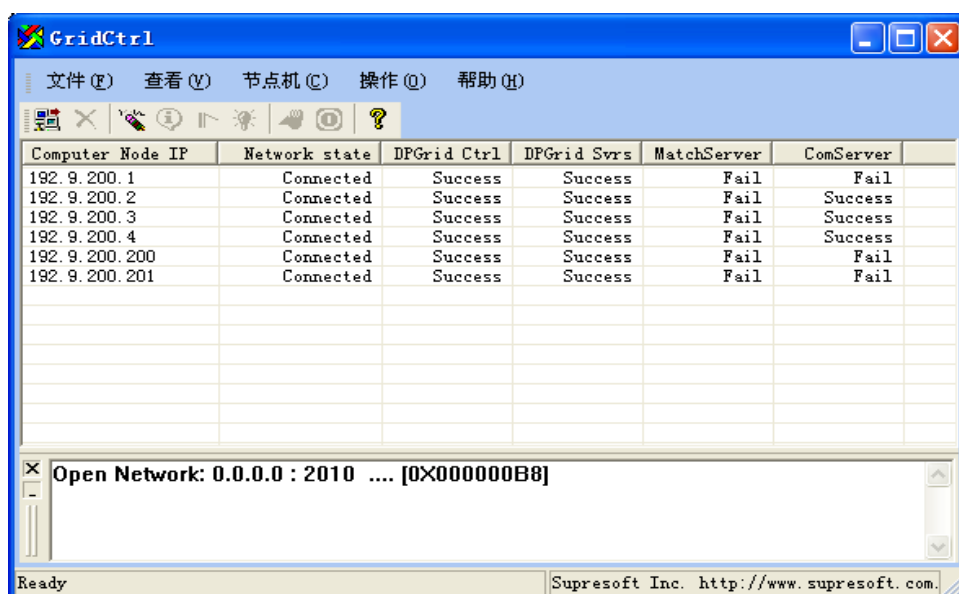 GridCtrl
文件(F) 查看(V) 节点机(C) 操作(O) 帮助(H)
Computer Node IP Network state DPGrid Ctrl DPGrid Svrs MatchServer ComServer
192.9.200.1 Connected Success Success Fail Fail
192.9.200.2 Connected Success Success Fail Success
192.9.200.3 Connected Success Success Fail Success
192.9.200.4 Connected Success Success Fail Success
192.9.200.200 Connected Success Success Fail Fail
192.9.200.201 Connected Success Success Fail Fail
Open Network: 0.0.0.0 : 2010 .... [0X000000B8]
Ready Supresoft Inc. http://www.supresoft.com.